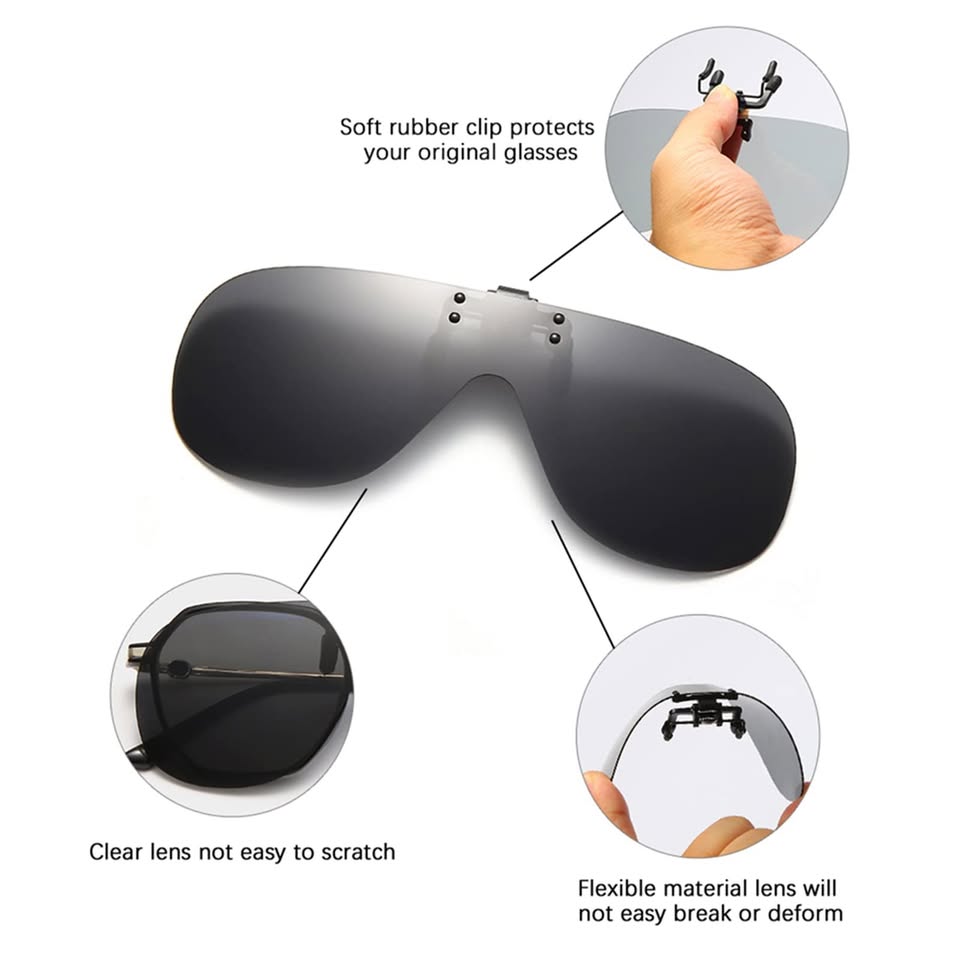 Soft rubber clip protects
your original glasses
Clear lens not easy to scratch
Flexible material lens will
not easy break or deform